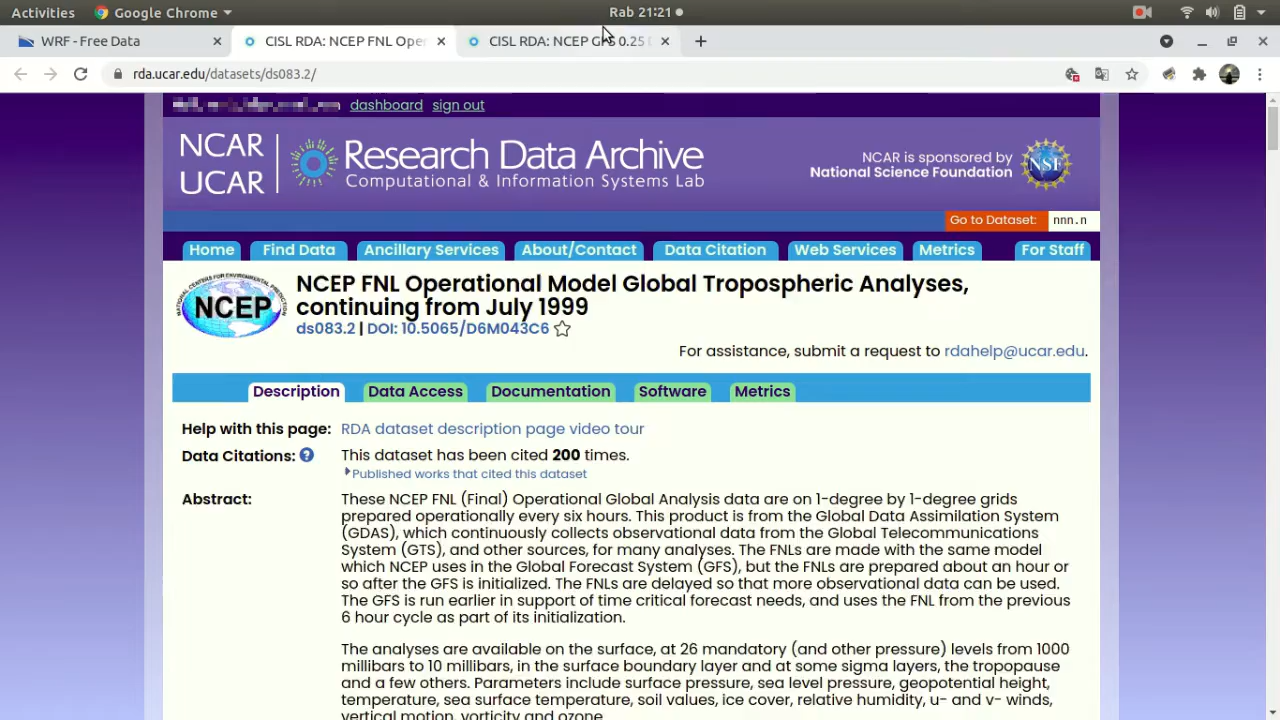 Activities Google Chrome Rab 21:21
WRF - Free Data CISL RDA: NCEP FNL Oper CISL RDA: NCEP GFS 0.25
rda.ucar.edu/datasets/ds083.2/
dashboard sign out
NCAR
UCAR
Research Data Archive
Computational & Information Systems Lab
NCAR is sponsored by
National Science Foundation
NSF
Go to Dataset: nnn.n
Home Find Data Ancillary Services About/Contact Data Citation Web Services Metrics For Staff
NCEP
NCEP FNL Operational Model Global Tropospheric Analyses,
continuing from July 1999
ds083.2 | DOI: 10.5065/D6M043C6
For assistance, submit a request to rdahelp@ucar.edu.
Description Data Access Documentation Software Metrics
Help with this page: RDA dataset description page video tour
Data Citations: ? This dataset has been cited 200 times.
Published works that cited this dataset
Abstract: These NCEP FNL (Final) Operational Global Analysis data are on 1-degree by 1-degree grids
prepared operationally every six hours. This product is from the Global Data Assimilation System
(GDAS), which continuously collects observational data from the Global Telecommunications
System (GTS), and other sources, for many analyses. The FNLs are made with the same model
which NCEP uses in the Global Forecast System (GFS), but the FNLs are prepared about an hour or
so after the GFS is initialized. The FNLs are delayed so that more observational data can be used.
The GFS is run earlier in support of time critical forecast needs, and uses the FNL from the previous
6 hour cycle as part of its initialization.
The analyses are available on the surface, at 26 mandatory (and other pressure) levels from 1000
millibars to 10 millibars, in the surface boundary layer and at some sigma layers, the tropopause
and a few others. Parameters include surface pressure, sea level pressure, geopotential height,
temperature, sea surface temperature, soil values, ice cover, relative humidity, u- and v- winds,
vertical motion, vorticity and ozone.